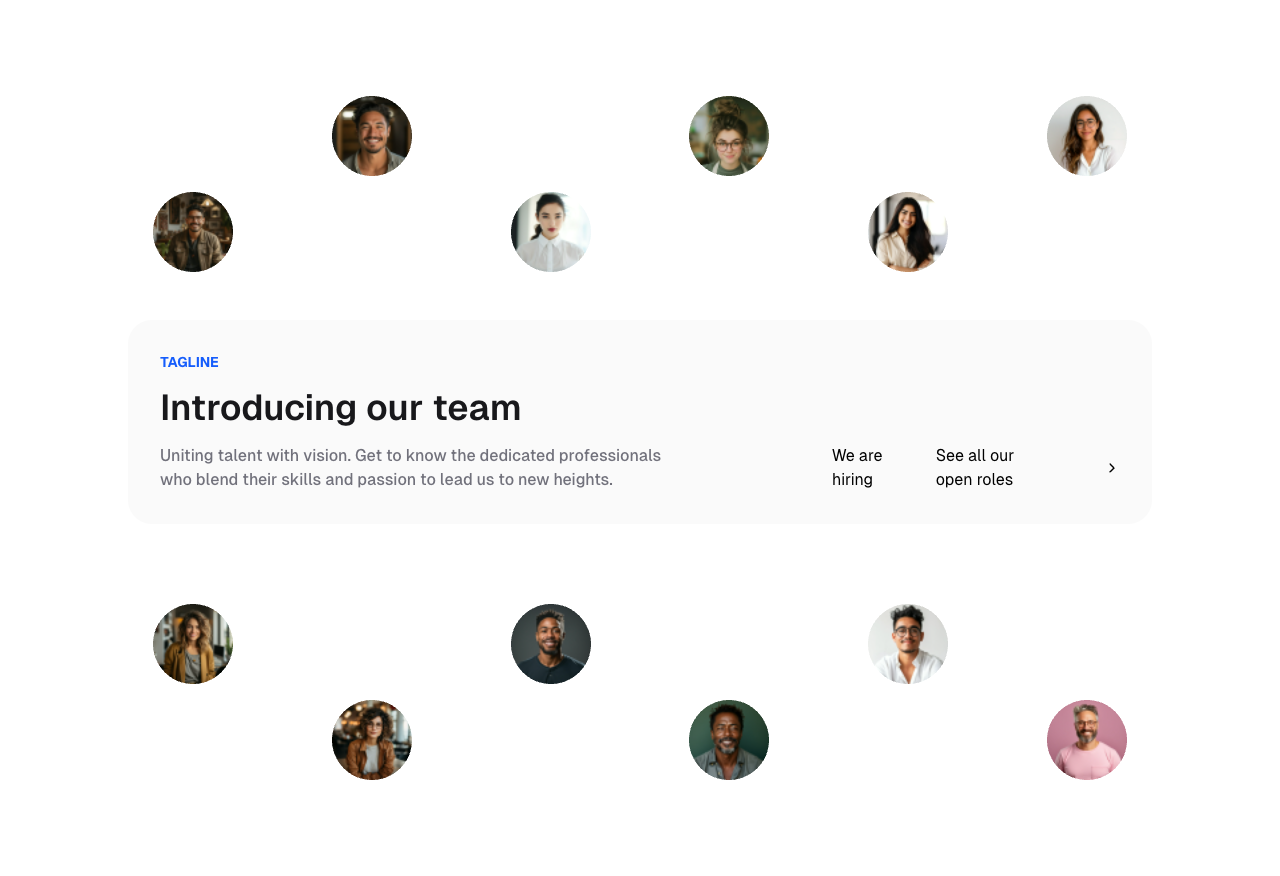 TAGLINE
Introducing our team
Uniting talent with vision. Get to know the dedicated professionals
who blend their skills and passion to lead us to new heights.
We are
hiring
See all our
open roles